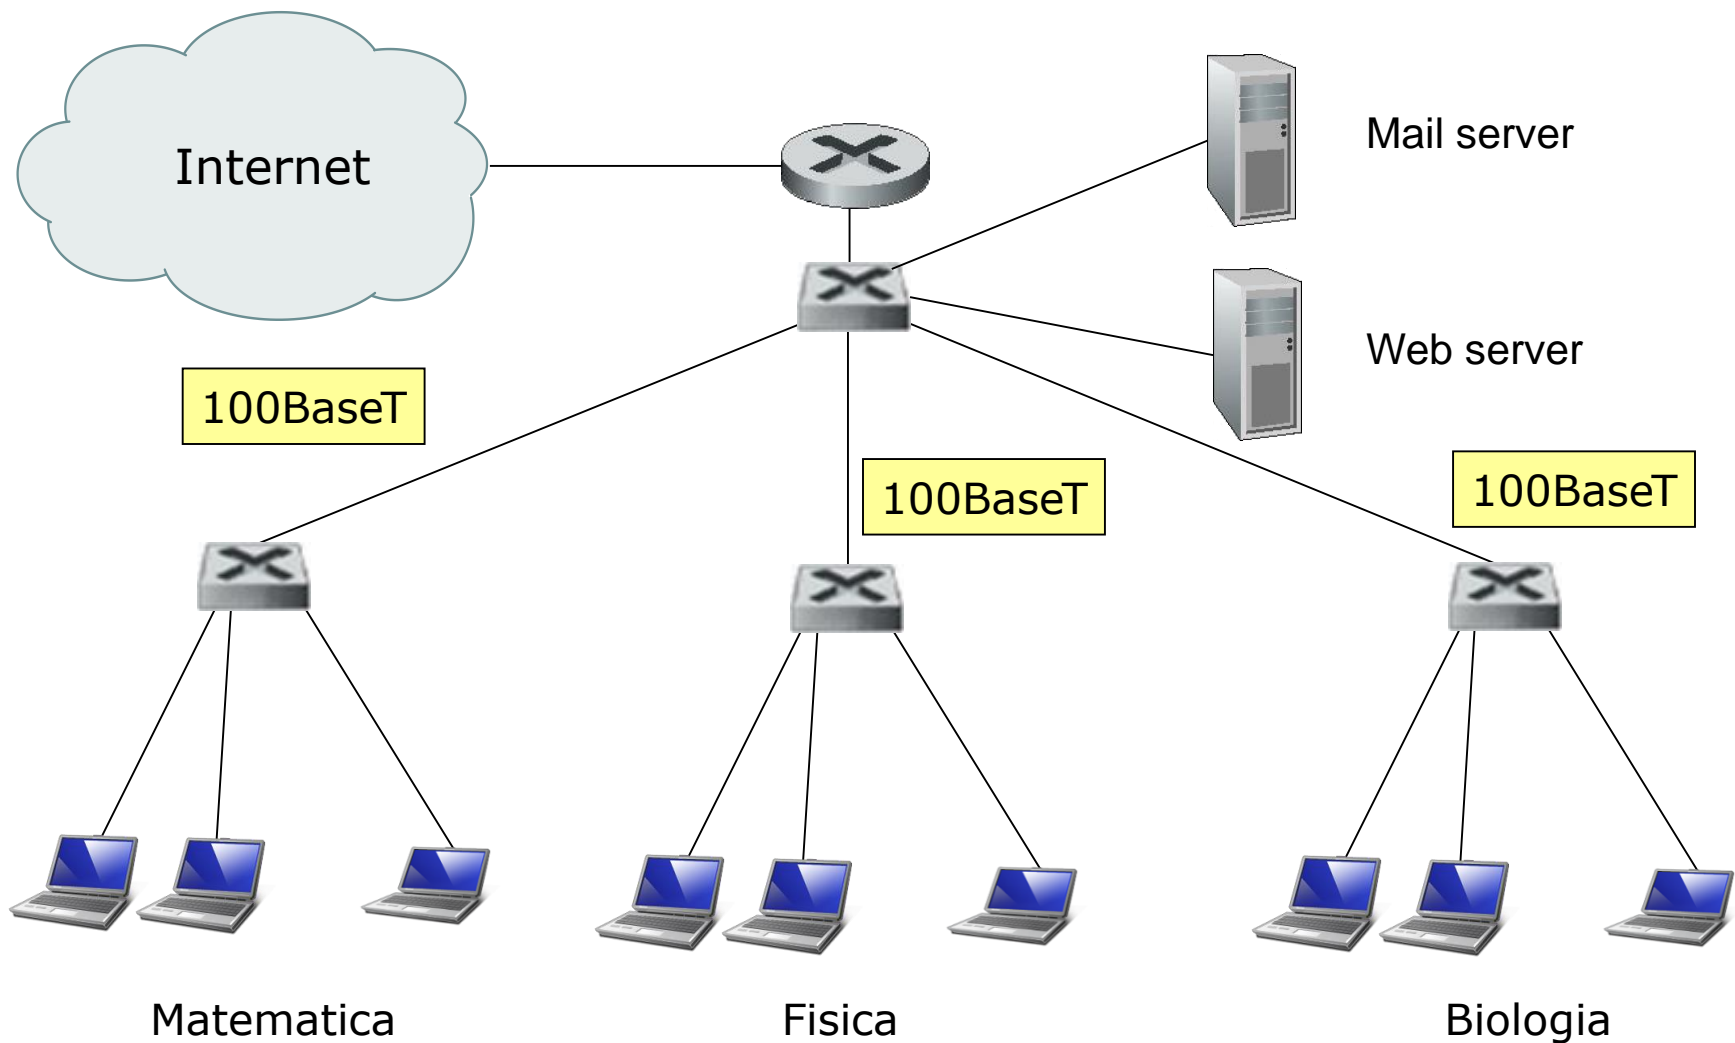 Internet
Mail server
Web server
100BaseT
100BaseT
100BaseT
Matematica
Fisica
Biologia